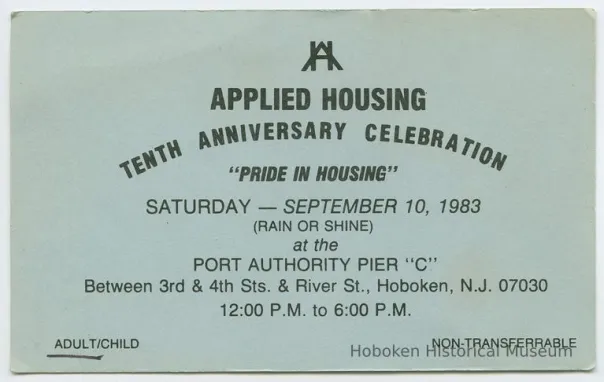 APPLIED HOUSING
TENTH ANNIVERSARY CELEBRATION
"PRIDE IN HOUSING"
SATURDAY — SEPTEMBER 10, 1983
(RAIN OR SHINE)
at the
PORT AUTHORITY PIER "C"
Between 3rd & 4th Sts. & River St., Hoboken, N.J. 07030
12:00 P.M. to 6:00 P.M.
ADULT/CHILD
NON-TRANSFERRABLE
Hoboken Historical Museum